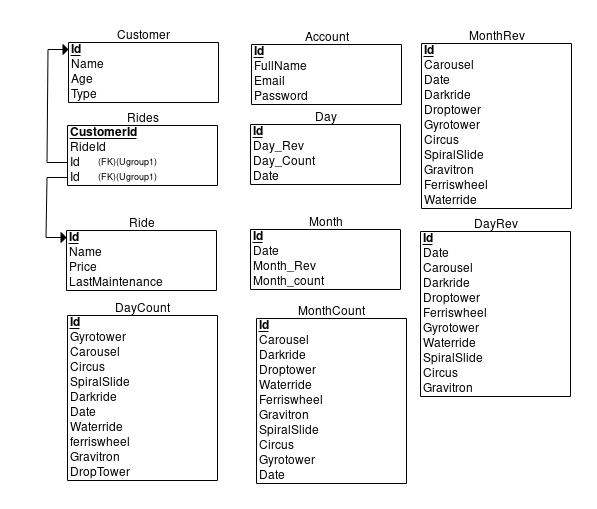 Customer
Id
Name
Age
Type
Account
Id
FullName
Email
Password
MonthRev
Id
Carousel
Date
Darkride
Droptower
Gyrotower
Circus
SpiralSlide
Gravitron
Ferriswheel
Waterride
Rides
CustomerId
RideId
Id (FK)(Ugroup1)
Id (FK)(Ugroup1)
Day
Id
Day_Rev
Day_Count
Date
Ride
Id
Name
Price
LastMaintenance
Month
Id
Date
Month_Rev
Month_count
DayRev
Id
Date
Carousel
Darkride
Droptower
Ferriswheel
Gyrotower
Waterride
SpiralSlide
Circus
Gravitron
DayCount
Id
Gyrotower
Carousel
Circus
SpiralSlide
Darkride
Date
Waterride
ferriswheel
Gravitron
DropTower
MonthCount
Id
Carousel
Darkride
Droptower
Waterride
Ferriswheel
Gravitron
SpiralSlide
Circus
Gyrotower
Date